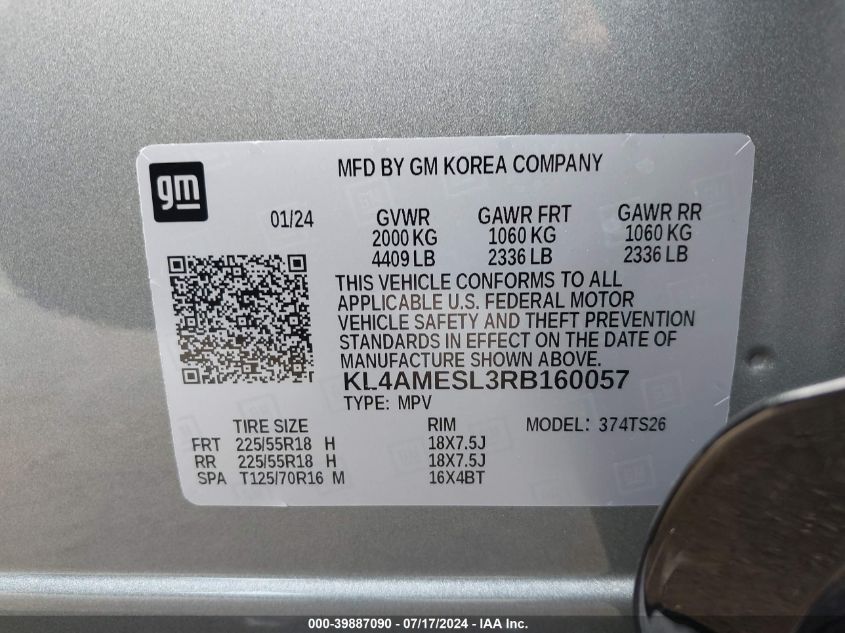 MFD BY GM KOREA COMPANY
gm
01/24 GVWR GAWR FRT GAWR RR
2000 KG 1060 KG 1060 KG
4409 LB 2336 LB 2336 LB
THIS VEHICLE CONFORMS TO ALL
APPLICABLE U.S. FEDERAL MOTOR
VEHICLE SAFETY AND THEFT PREVENTION
STANDARDS IN EFFECT ON THE DATE OF
MANUFACTURE SHOWN ABOVE.
KL4AMESL3RB160057
TYPE: MPV
TIRE SIZE RIM MODEL: 374TS26
FRT 225/55R18 H 18X7.5J
RR 225/55R18 H 18X7.5J
SPA T125/70R16 M 16X4BT
000-39887090 - 07/17/2024 - IAA Inc.